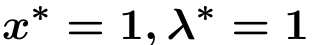 x* = 1, λ* = 1